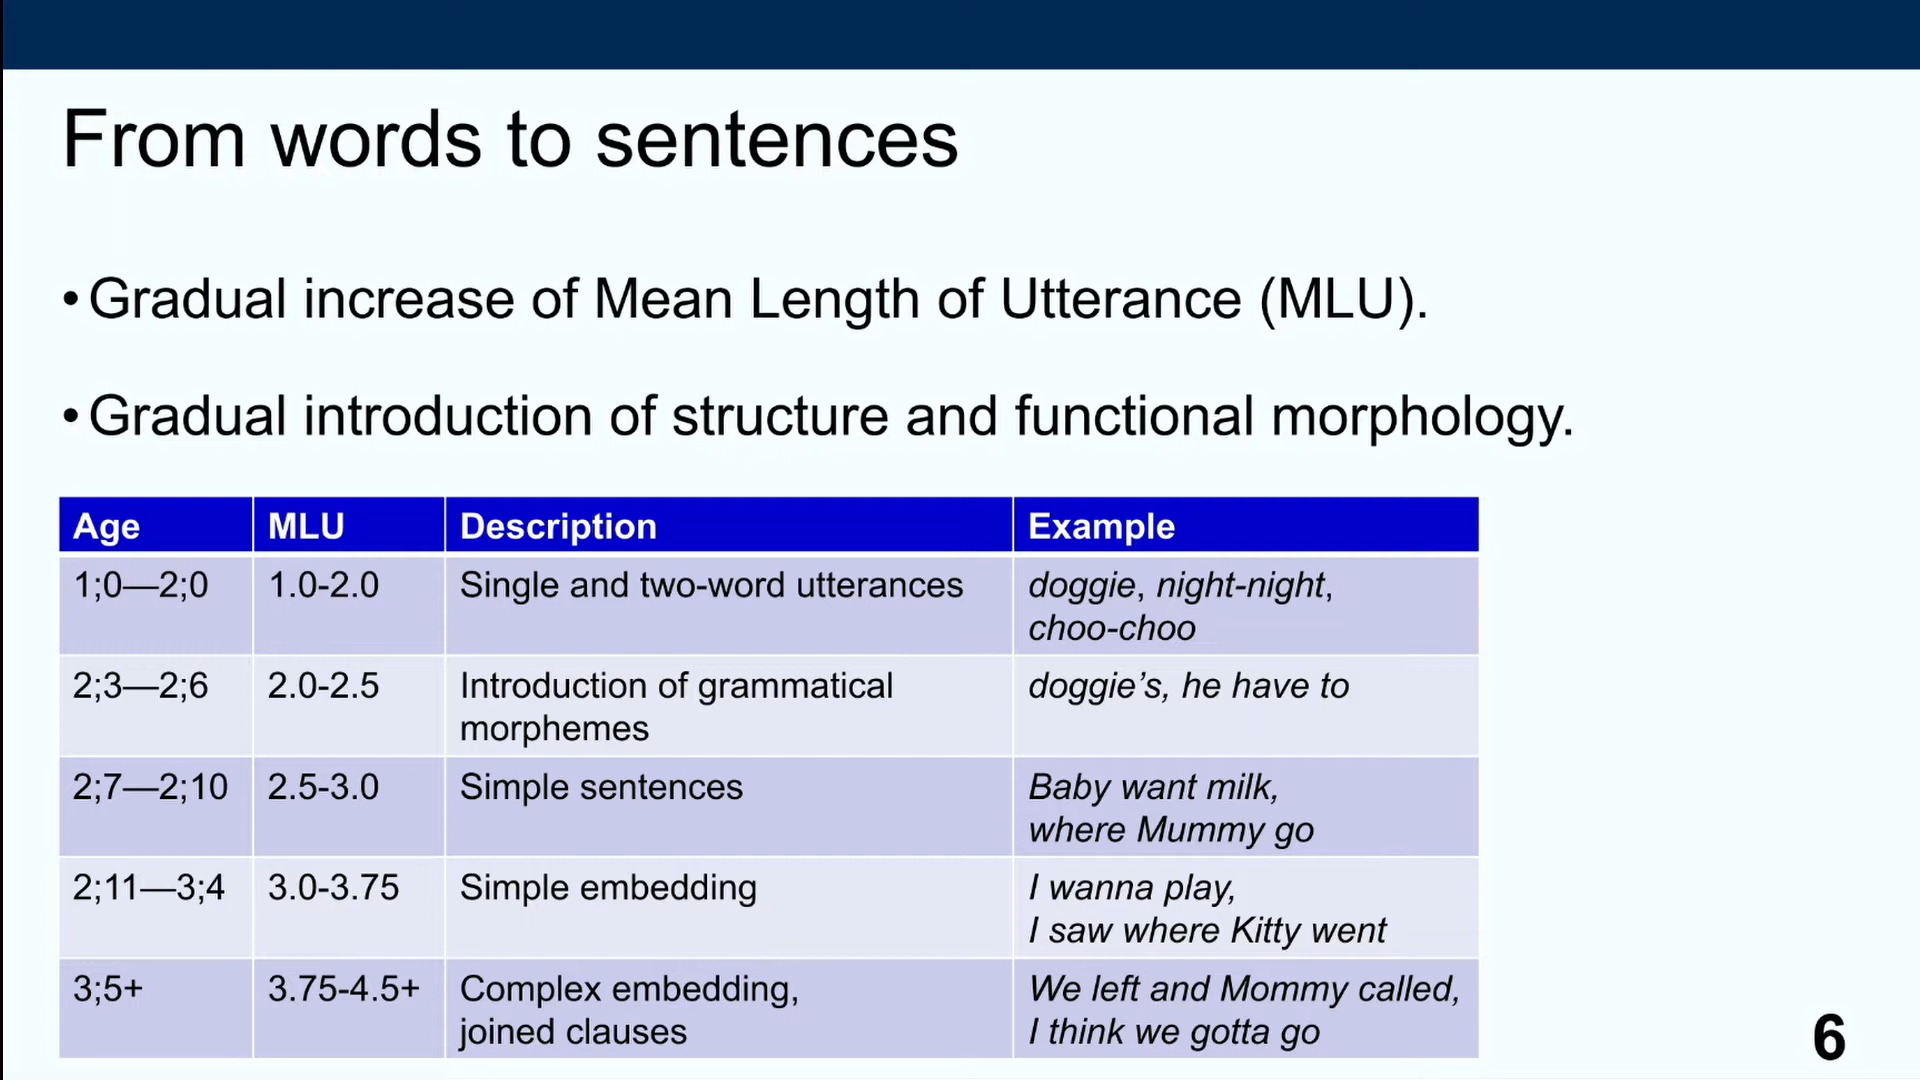 From words to sentences
• Gradual increase of Mean Length of Utterance (MLU).
• Gradual introduction of structure and functional morphology.
Age MLU Description Example
1;0—2;0 1.0-2.0 Single and two-word utterances doggie, night-night,
choo-choo
2;3—2;6 2.0-2.5 Introduction of grammatical doggie’s, he have to
morphemes
2;7—2;10 2.5-3.0 Simple sentences Baby want milk,
where Mummy go
2;11—3;4 3.0-3.75 Simple embedding I wanna play,
I saw where Kitty went
3;5+ 3.75-4.5+ Complex embedding, We left and Mommy called,
joined clauses I think we gotta go
6